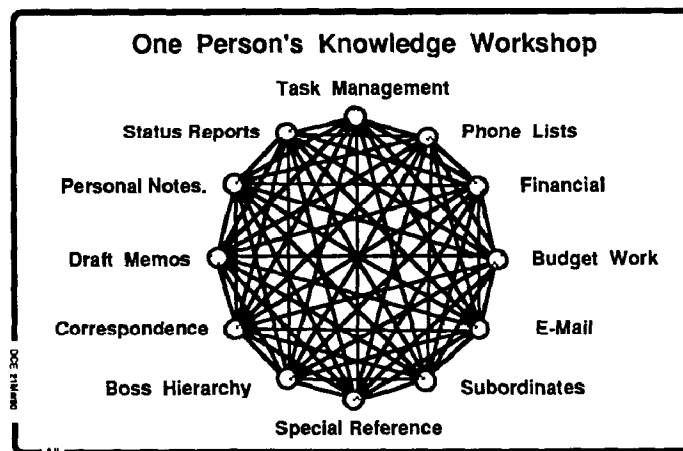 One Person's Knowledge Workshop
Task Management
Status Reports
Phone Lists
Personal Notes.
Financial
Draft Memos
Budget Work
Correspondence
E-Mail
Boss Hierarchy
Subordinates
Special Reference